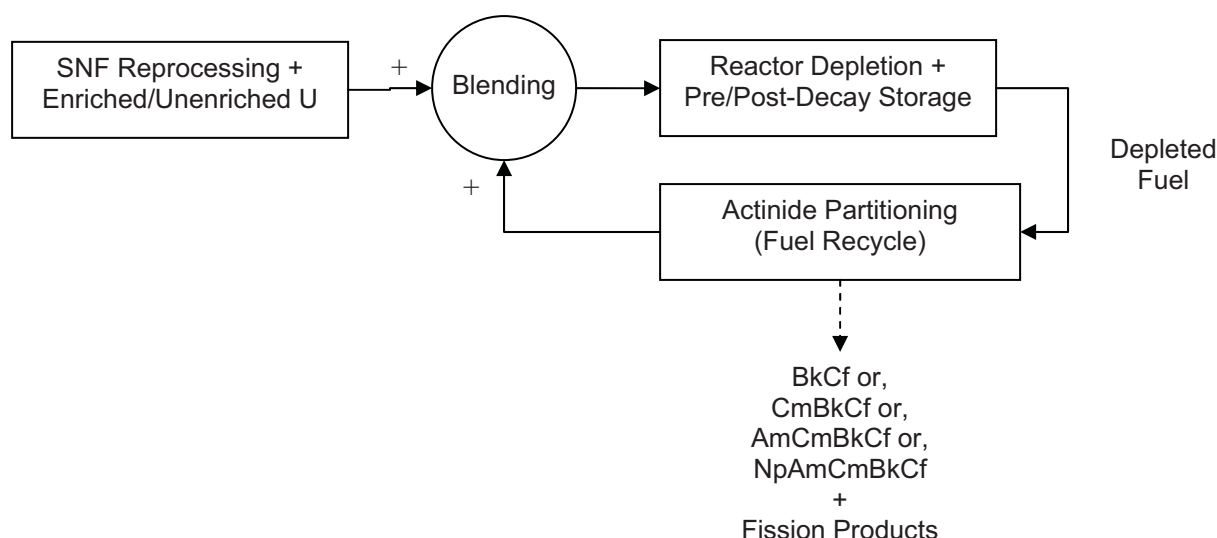 SNF Reprocessing +
Enriched/Unenriched U
+
Blending
Reactor Depletion +
Pre/Post-Decay Storage
Depleted
Fuel
+
Actinide Partitioning
(Fuel Recycle)
BkCf or,
CmBkCf or,
AmCmBkCf or,
NpAmCmBkCf
+
Fission Products